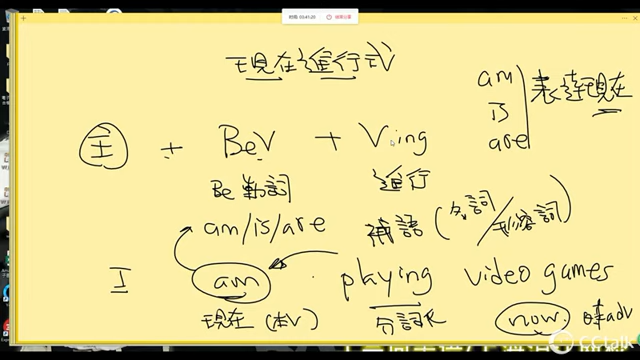 現在進行式
am
is
are
表達現在
主 + BeV + Ving
Be動詞
進行
am/is/are
補語(名詞/形容詞)
I am playing video games
現在(本V)
分詞
now.
時adv
CCtalk